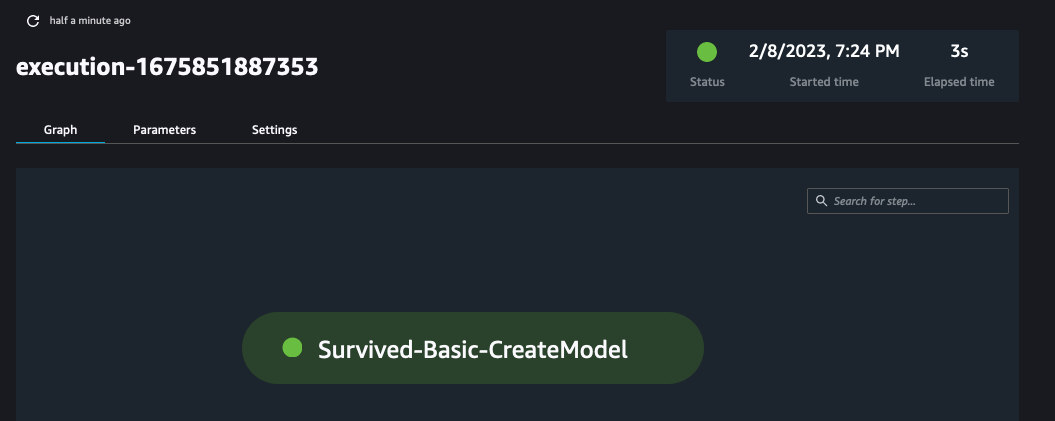 half a minute ago
execution-1675851887353
2/8/2023, 7:24 PM
3s
Status
Started time
Elapsed time
Graph
Parameters
Settings
Search for step...
Survived-Basic-CreateModel